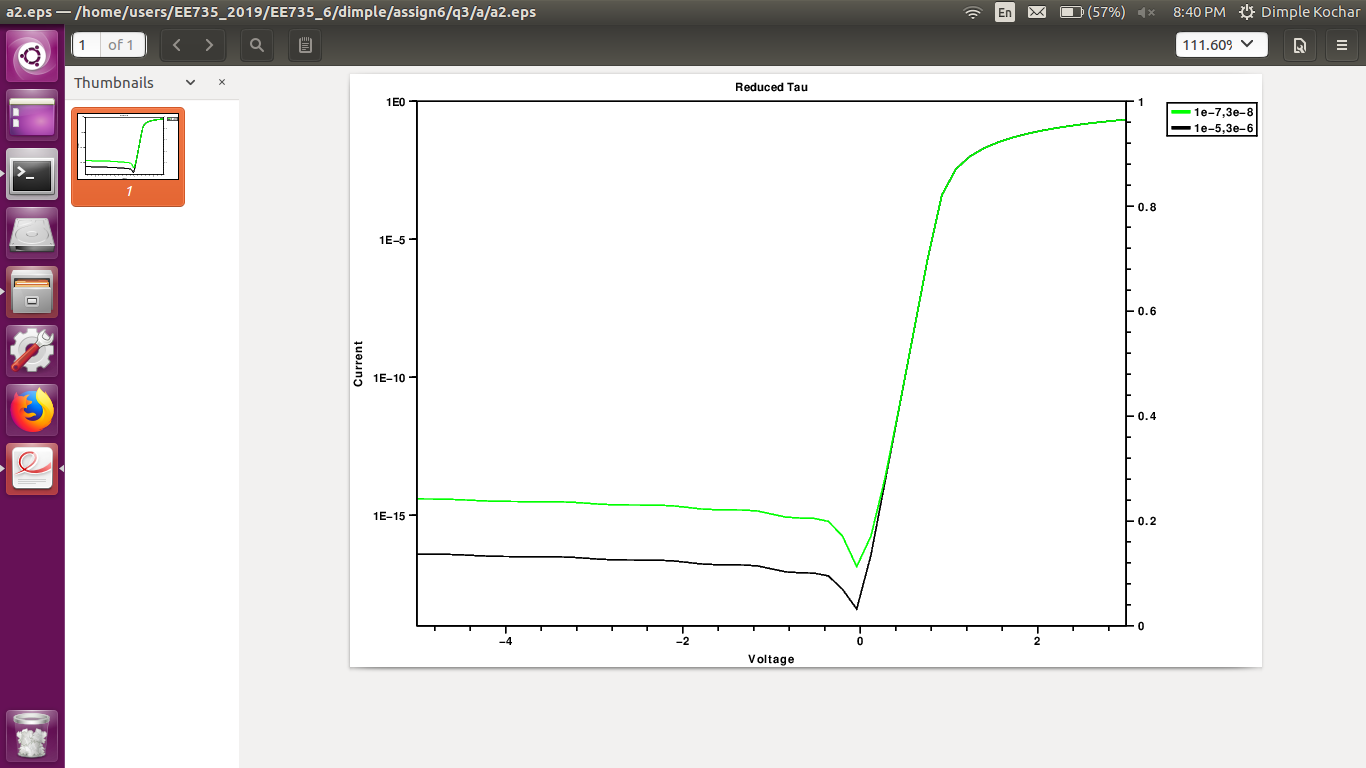 a2.eps — /home/users/EE735_2019/EE735_6/dimple/assign6/q3/a/a2.eps
En
(57%)
8:40 PM
Dimple Kochar
1 of 1
111.60%
Thumbnails
×
1
Reduced Tau
1E0
1E−5
1E−10
1E−15
Current
−4
−2
0
2
Voltage
1
0.8
0.6
0.4
0.2
0
1e−7,3e−8
1e−5,3e−6